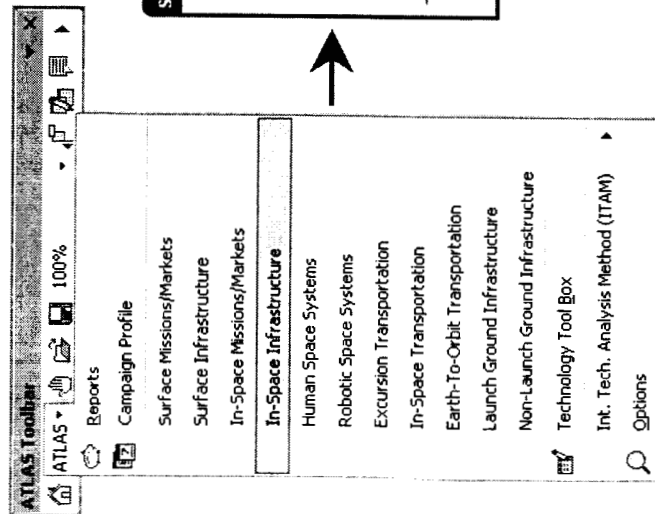 ATLAS Toolbar
ATLAS 100%
Reports
Campaign Profile
Surface Missions/Markets
Surface Infrastructure
In-Space Missions/Markets
In-Space Infrastructure
Human Space Systems
Robotic Space Systems
Excursion Transportation
In-Space Transportation
Earth-To-Orbit Transportation
Launch Ground Infrastructure
Non-Launch Ground Infrastructure
Technology Tool Box
Int. Tech. Analysis Method (ITAM)
Options
S